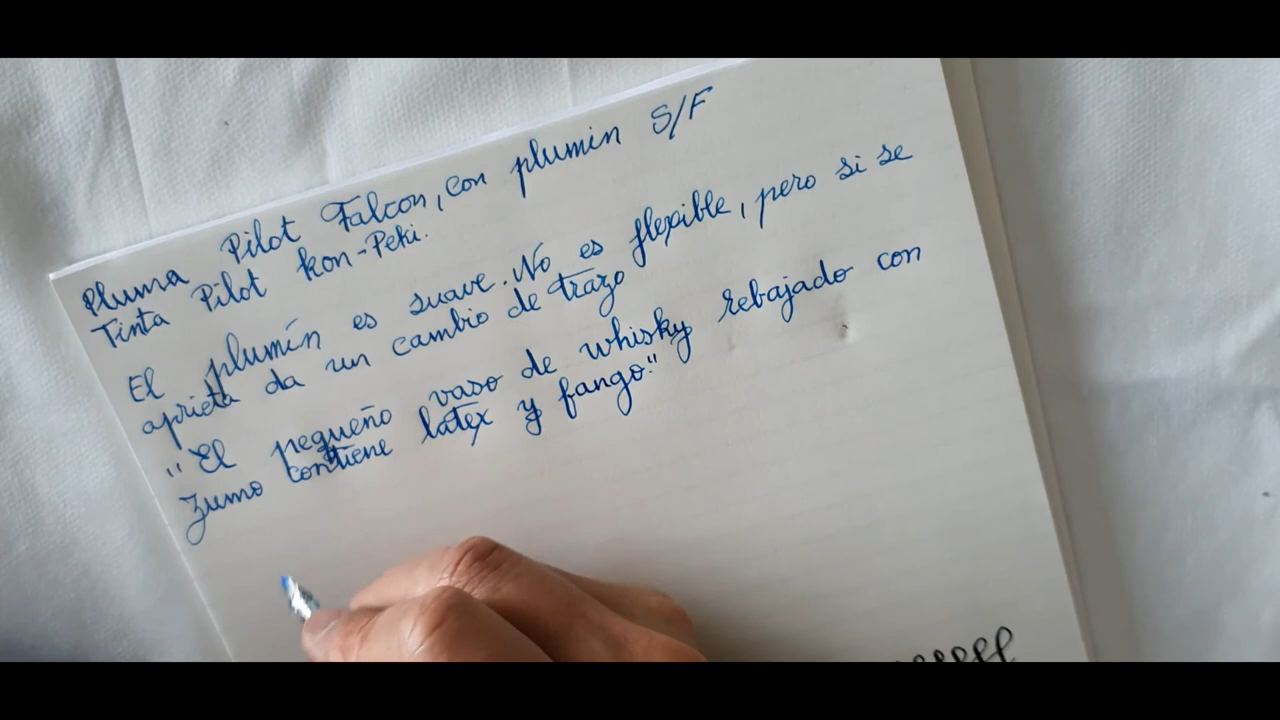 Pluma Pilot Falcon, con plumin S/F
Tinta Pilot Kon-Peki.
El plumín es suave. No es flexible, pero si se
aprieta da un cambio de trazo
"El pequeño vaso de whisky rebajado con
zumo contiene latex y fango."